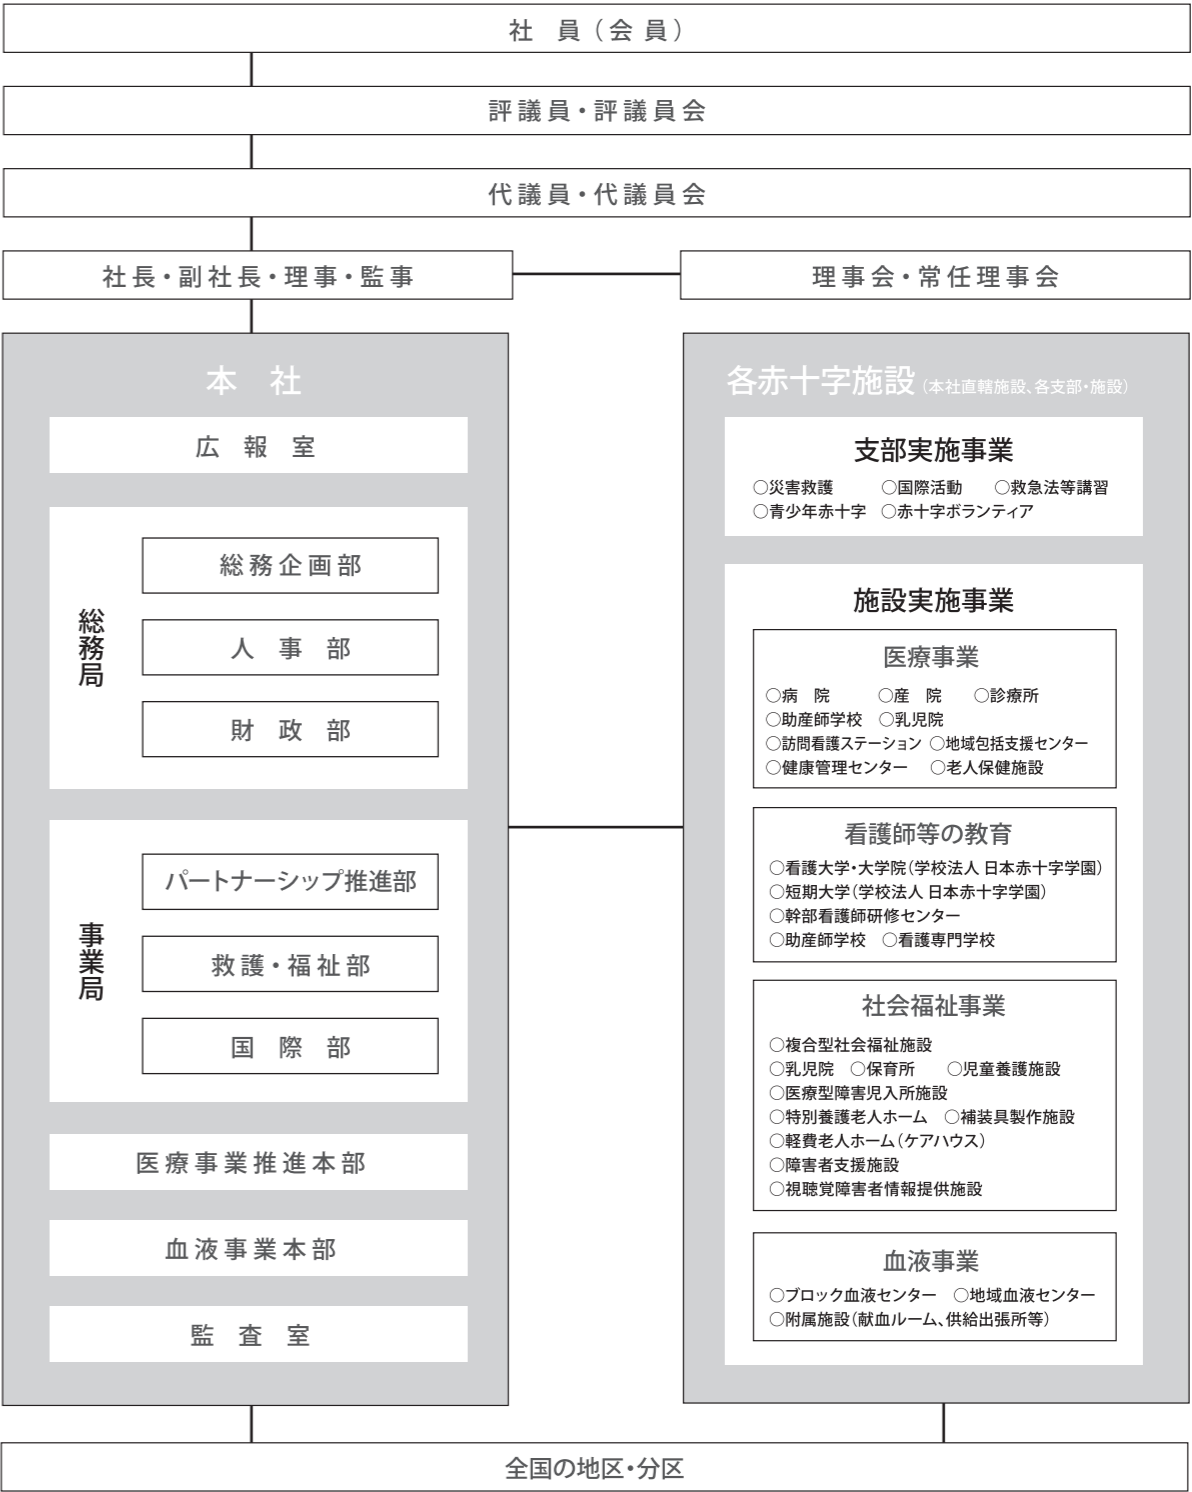 社　員（会 員）
評議員・評議員会
代議員・代議員会
社長・副社長・理事・監事
理事会・常任理事会
本　社
広　報　室
総務局
総務企画部
人　事　部
財　政　部
事業局
パートナーシップ推進部
救護・福祉部
国　際　部
医療事業推進本部
血液事業本部
監　査　室
各赤十字施設（本社直轄施設、各支部・施設）
支部実施事業
○災害救護　○国際活動　○救急法等講習
○青少年赤十字　○赤十字ボランティア
施設実施事業
医療事業
○病　院　○産　院　○診療所
○助産師学校　○乳児院
○訪問看護ステーション　○地域包括支援センター
○健康管理センター　○老人保健施設
看護師等の教育
○看護大学・大学院（学校法人 日本赤十字学園）
○短期大学（学校法人 日本赤十字学園）
○幹部看護師研修センター
○助産師学校　○看護専門学校
社会福祉事業
○複合型社会福祉施設
○乳児院　○保育所　○児童養護施設
○医療型障害児入所施設
○特別養護老人ホーム　○補装具製作施設
○軽費老人ホーム（ケアハウス）
○障害者支援施設
○視聴覚障害者情報提供施設
血液事業
○ブロック血液センター　○地域血液センター
○附属施設（献血ルーム、供給出張所等）
全国の地区・分区